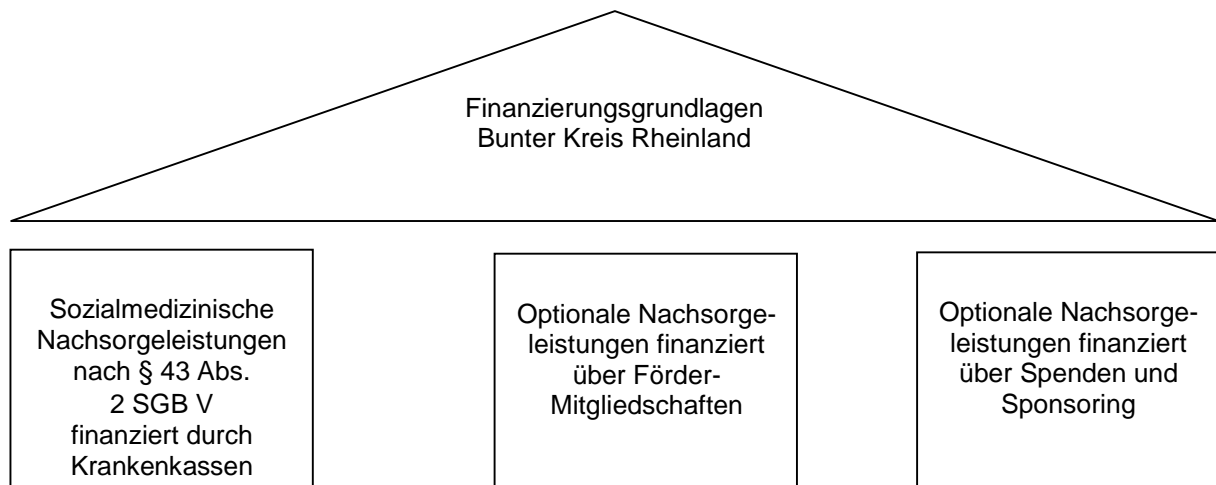 Finanzierungsgrundlagen
Bunter Kreis Rheinland
Sozialmedizinische
Nachsorgeleistungen
nach § 43 Abs.
2 SGB V
finanziert durch
Krankenkassen
Optionale Nachsorge-
leistungen finanziert
über Förder-
Mitgliedschaften
Optionale Nachsorge-
leistungen finanziert
über Spenden und
Sponsoring